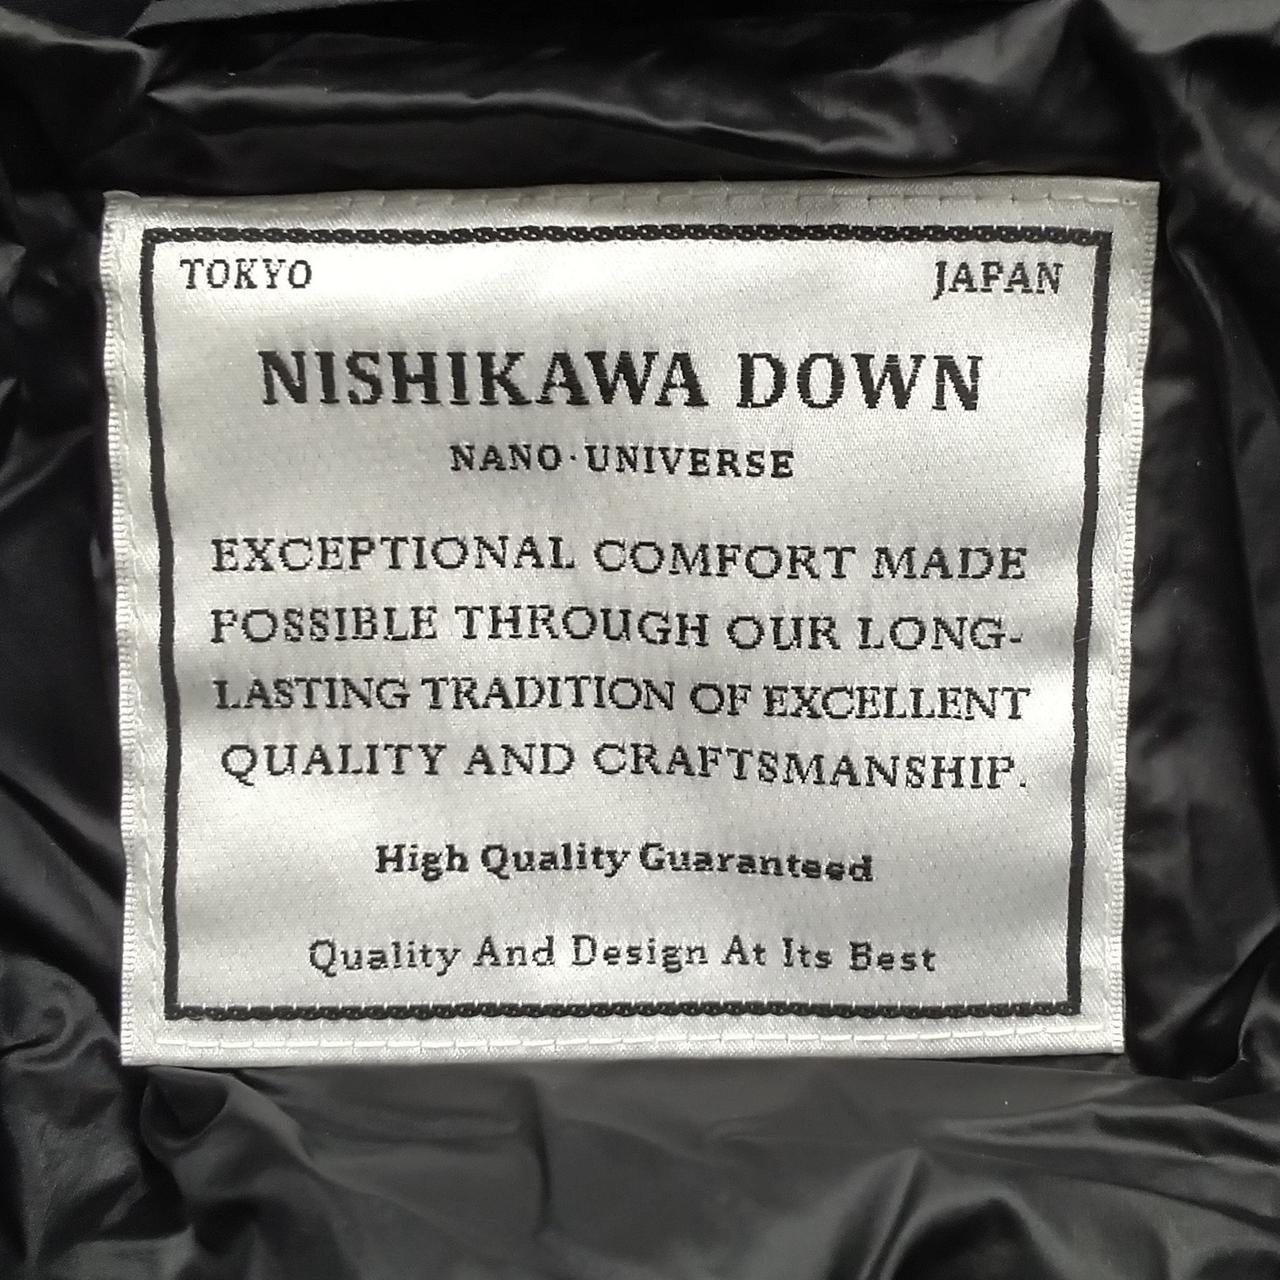 TOKYO JAPAN
NISHIKAWA DOWN
NANO·UNIVERSE
EXCEPTIONAL COMFORT MADE
POSSIBLE THROUGH OUR LONG-
LASTING TRADITION OF EXCELLENT
QUALITY AND CRAFTSMANSHIP.
High Quality Guaranteed
Quality And Design At Its Best